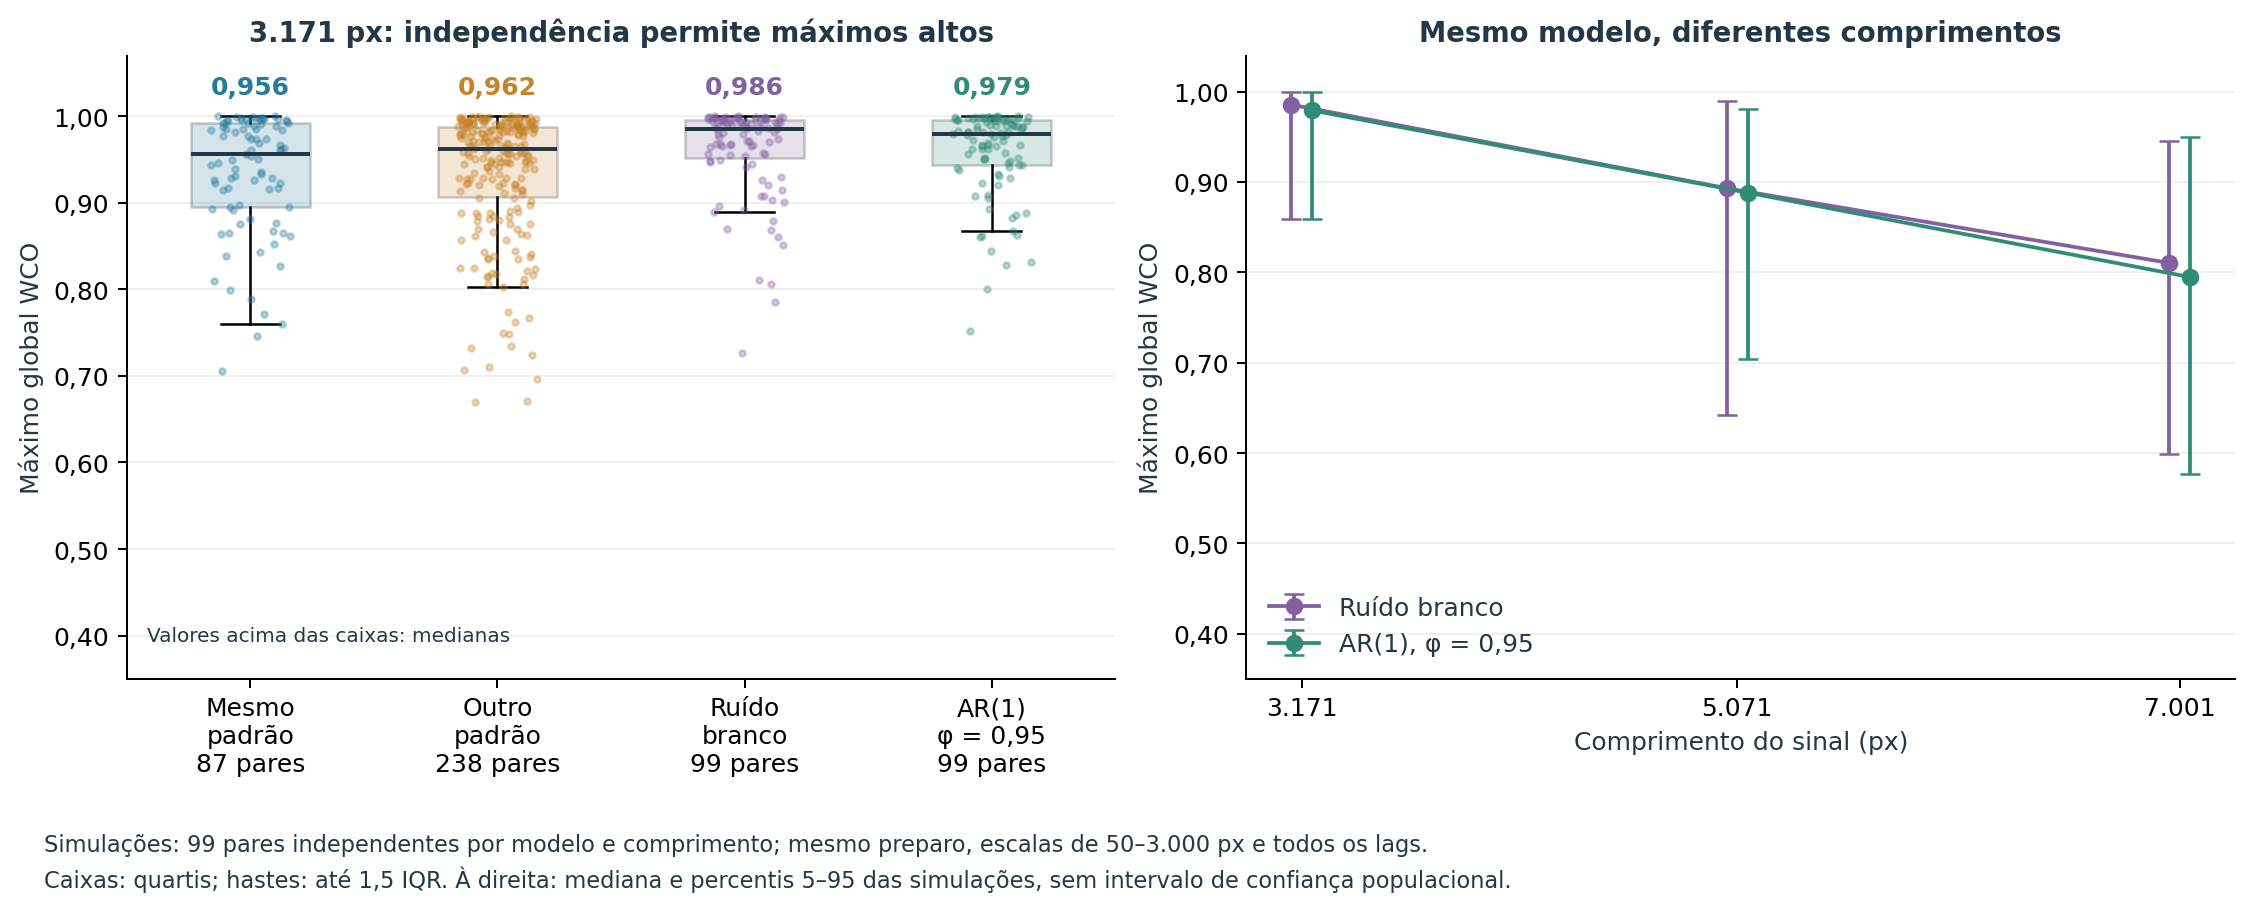 3.171 px: independência permite máximos altos
Máximo global WCO
1,00
0,90
0,80
0,70
0,60
0,50
0,40
0,956
0,962
0,986
0,979
Valores acima das caixas: medianas
Mesmo
padrão
87 pares
Outro
padrão
238 pares
Ruído
branco
99 pares
AR(1)
φ = 0,95
99 pares
Mesmo modelo, diferentes comprimentos
Máximo global WCO
1,00
0,90
0,80
0,70
0,60
0,50
0,40
Ruído branco
AR(1), φ = 0,95
3.171
5.071
7.001
Comprimento do sinal (px)
Simulações: 99 pares independentes por modelo e comprimento; mesmo preparo, escalas de 50–3.000 px e todos os lags.
Caixas: quartis; hastes: até 1,5 IQR. À direita: mediana e percentis 5–95 das simulações, sem intervalo de confiança populacional.